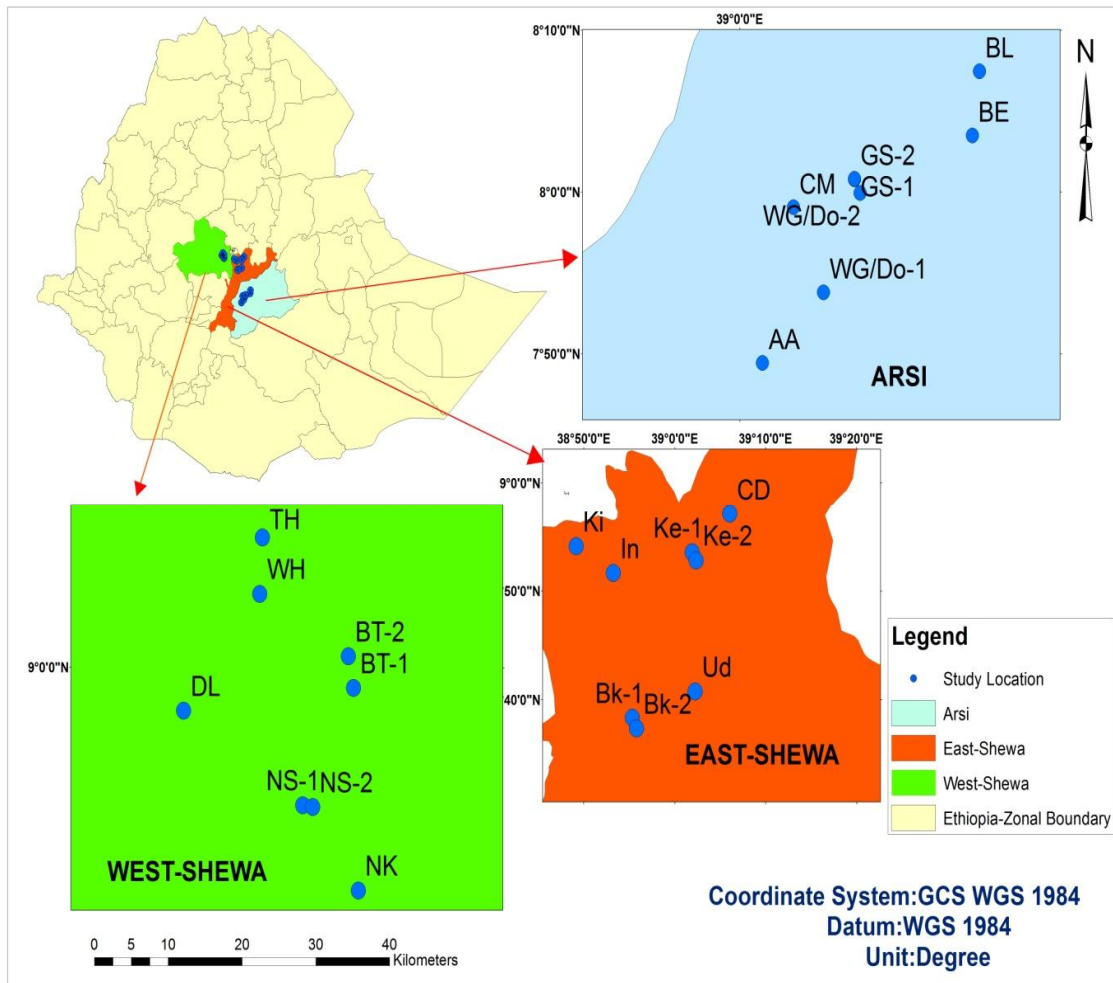 39°0'0"E
8°10'0"N
BL
N
BE
GS-2
8°0'0"N
CM
GS-1
WG/Do-2
WG/Do-1
7°50'0"N
AA
ARSI
38°50'0"E
39°0'0"E
39°10'0"E
39°20'0"E
9°0'0"N
CD
Ki
Ke-1
Ke-2
In
8°50'0"N
Ud
Bk-1
Bk-2
EAST-SHEWA
TH
WH
BT-2
9°0'0"N
BT-1
DL
NS-1
NS-2
NK
WEST-SHEWA
Legend
Study Location
Arsi
East-Shewa
West-Shewa
Ethiopia-Zonal Boundary
0 5 10 20 30 40
Kilometers
Coordinate System:GCS WGS 1984
Datum:WGS 1984
Unit:Degree